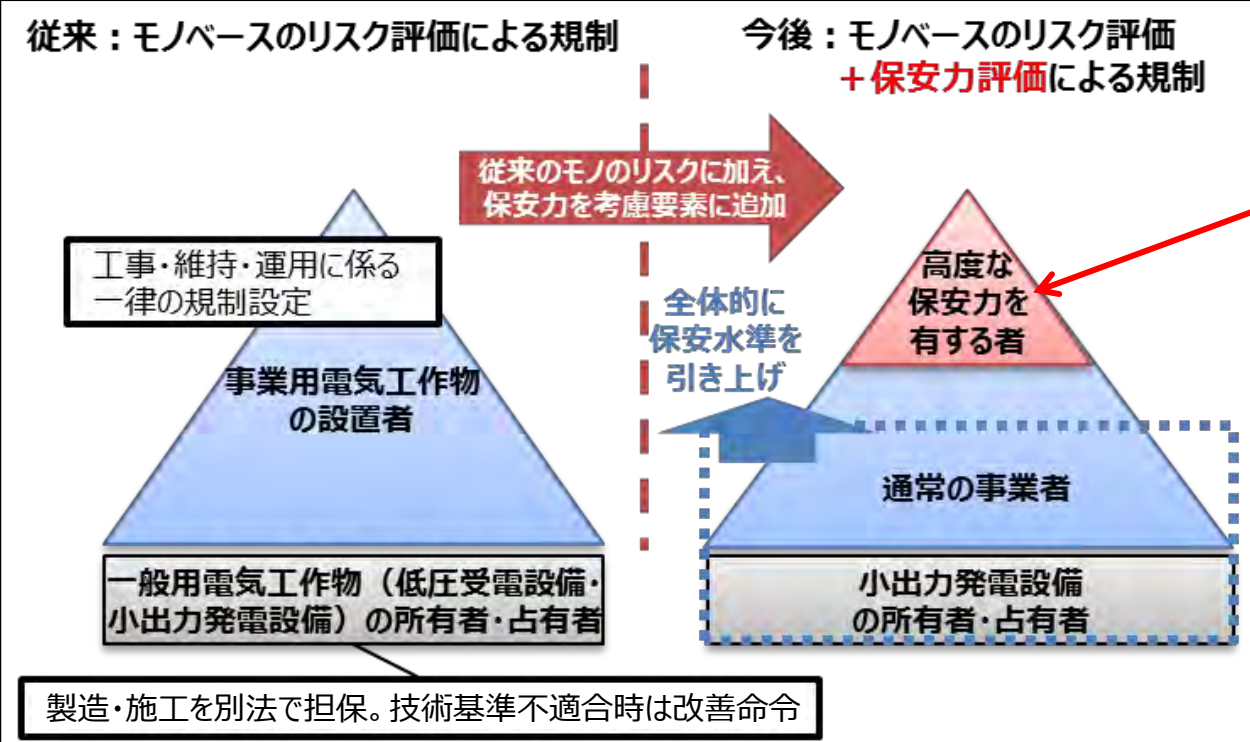 従来：モノベースのリスク評価による規制
今後：モノベースのリスク評価
＋保安力評価による規制
従来のモノのリスクに加え、
保安力を考慮要素に追加
工事・維持・運用に係る
一律の規制設定
事業用電気工作物
の設置者
一般用電気工作物（低圧受電設備・
小出力発電設備）の所有者・占有者
製造・施工を別法で担保。技術基準不適合時は改善命令
全体的に
保安水準を
引き上げ
高度な
保安力を
有する者
通常の事業者
小出力発電設備
の所有者・占有者